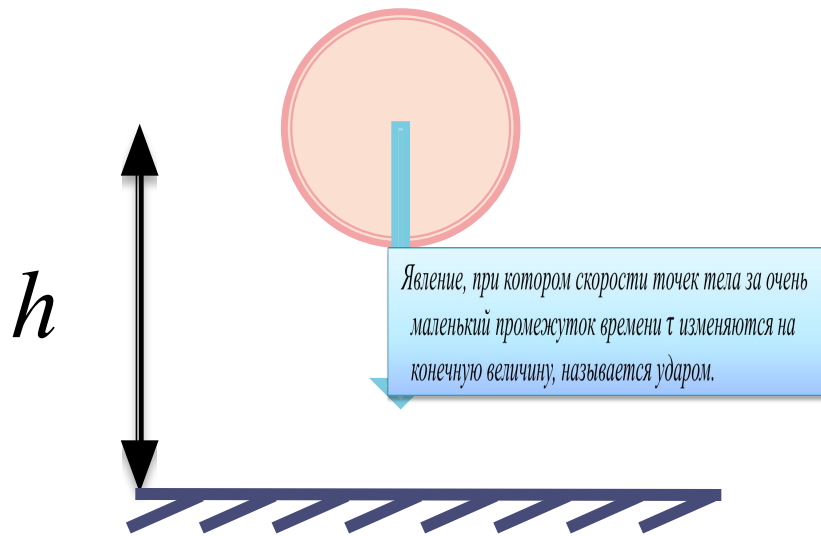 h
Явление, при котором скорости точек тела за очень
маленький промежуток времени τ изменяются на
конечную величину, называется ударом.